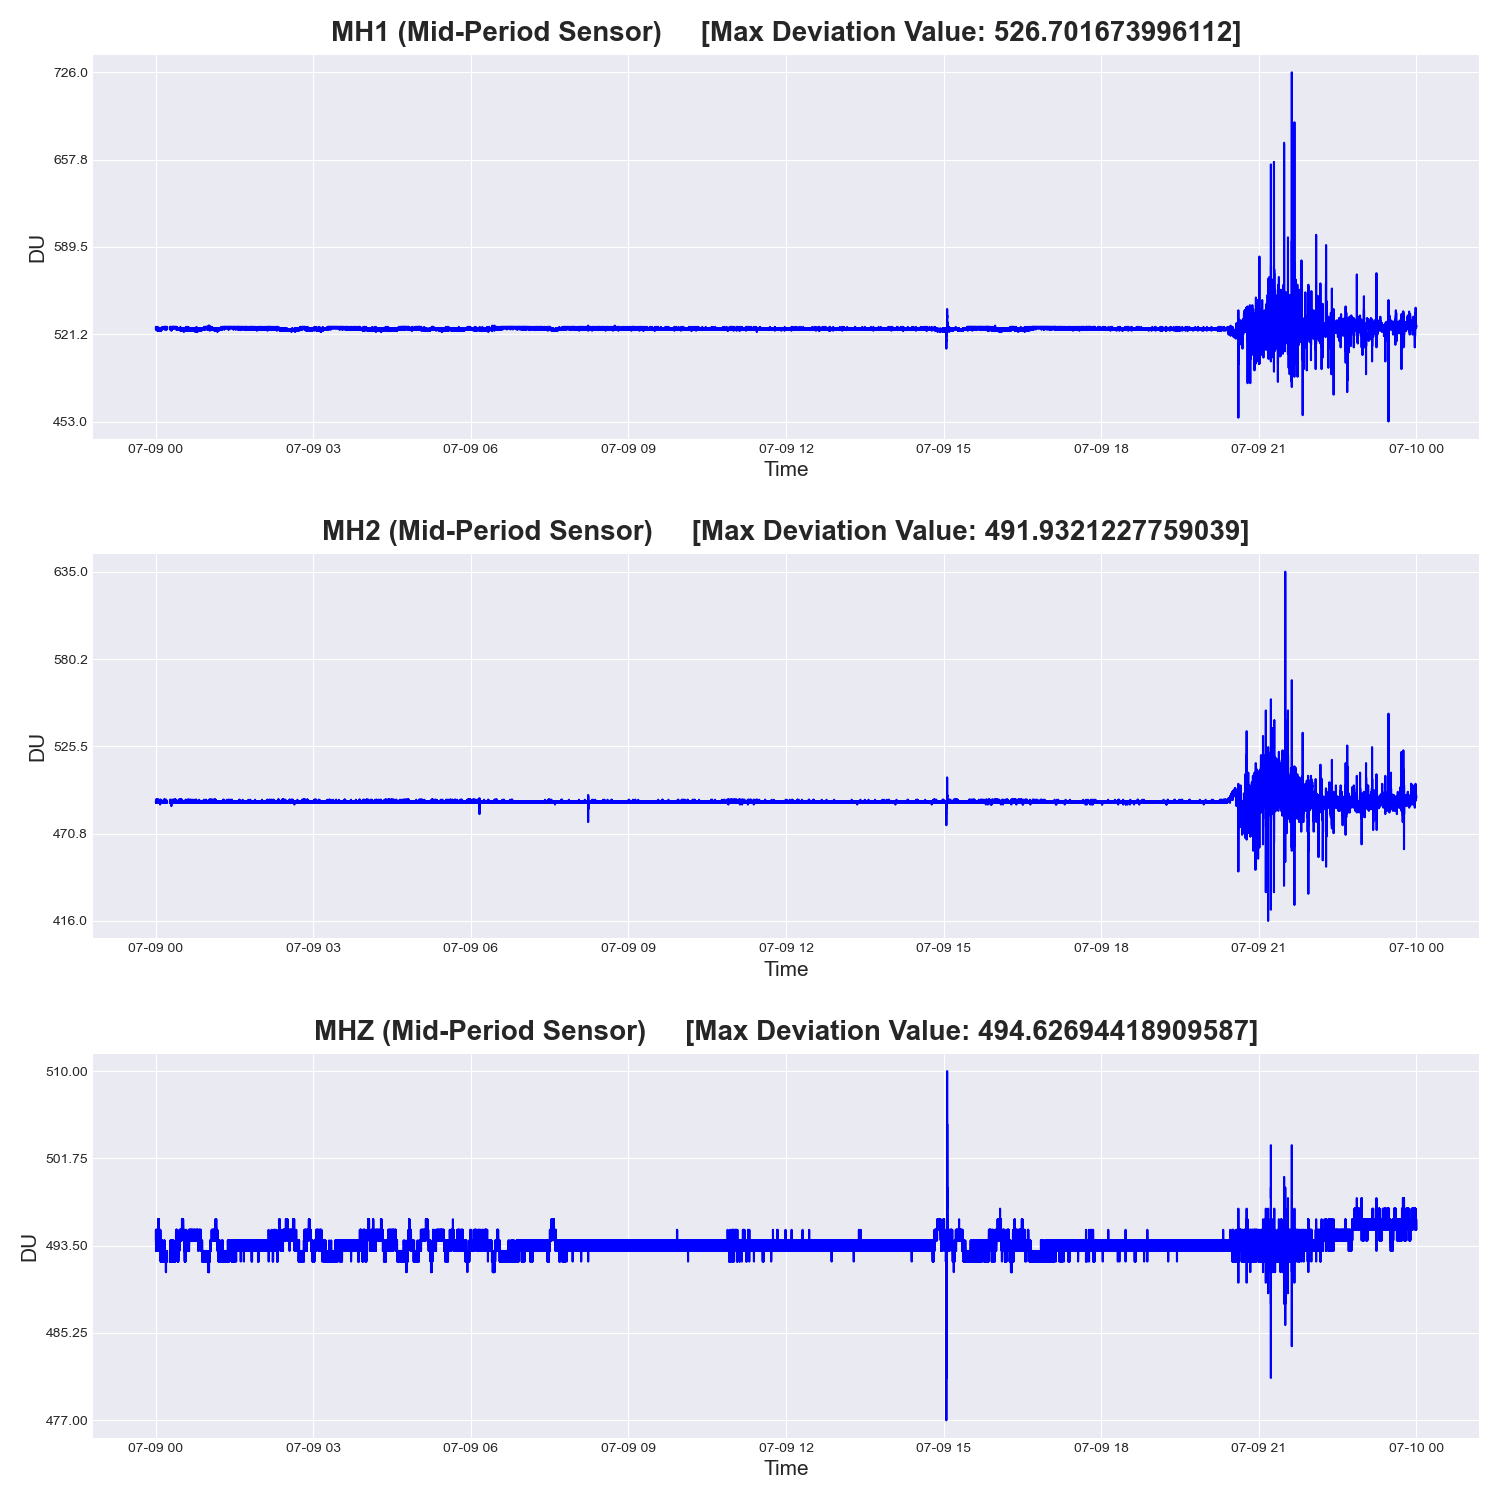 MH1 (Mid-Period Sensor) [Max Deviation Value: 526.701673996112]
726.0
657.8
589.5
521.2
453.0
DU
07-09 00 07-09 03 07-09 06 07-09 09 07-09 12 07-09 15 07-09 18 07-09 21 07-10 00
Time
MH2 (Mid-Period Sensor) [Max Deviation Value: 491.9321227759039]
635.0
580.2
525.5
470.8
416.0
DU
07-09 00 07-09 03 07-09 06 07-09 09 07-09 12 07-09 15 07-09 18 07-09 21 07-10 00
Time
MHZ (Mid-Period Sensor) [Max Deviation Value: 494.62694418909587]
510.00
501.75
493.50
485.25
477.00
DU
07-09 00 07-09 03 07-09 06 07-09 09 07-09 12 07-09 15 07-09 18 07-09 21 07-10 00
Time